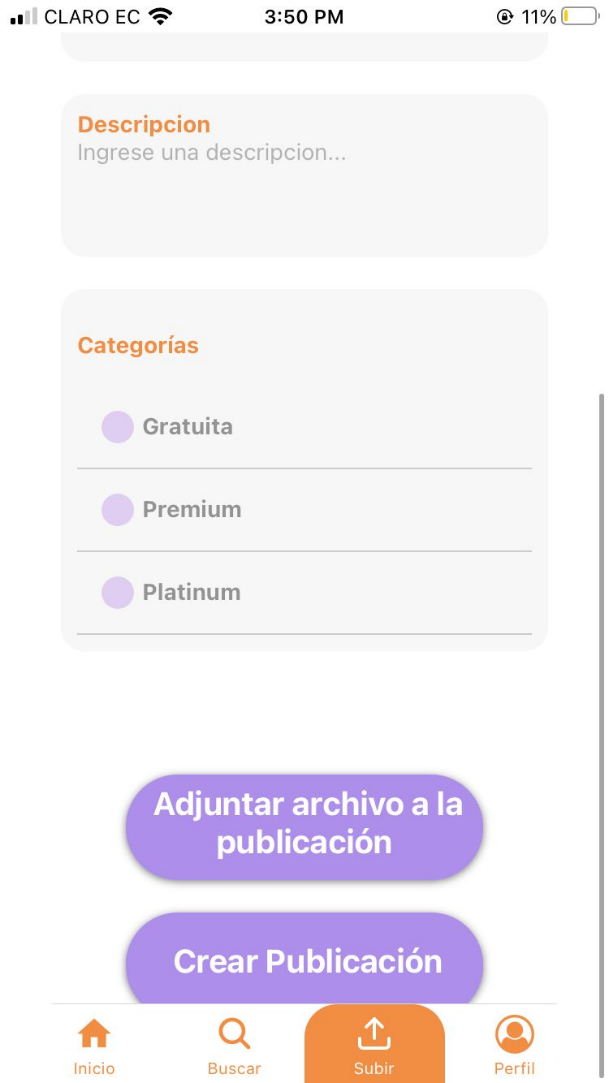 CLARO EC 3:50 PM 11%
Descripcion
Ingrese una descripcion...
Categorías
Gratuita
Premium
Platinum
Adjuntar archivo a la
publicación
Crear Publicación
Inicio Buscar Subir Perfil